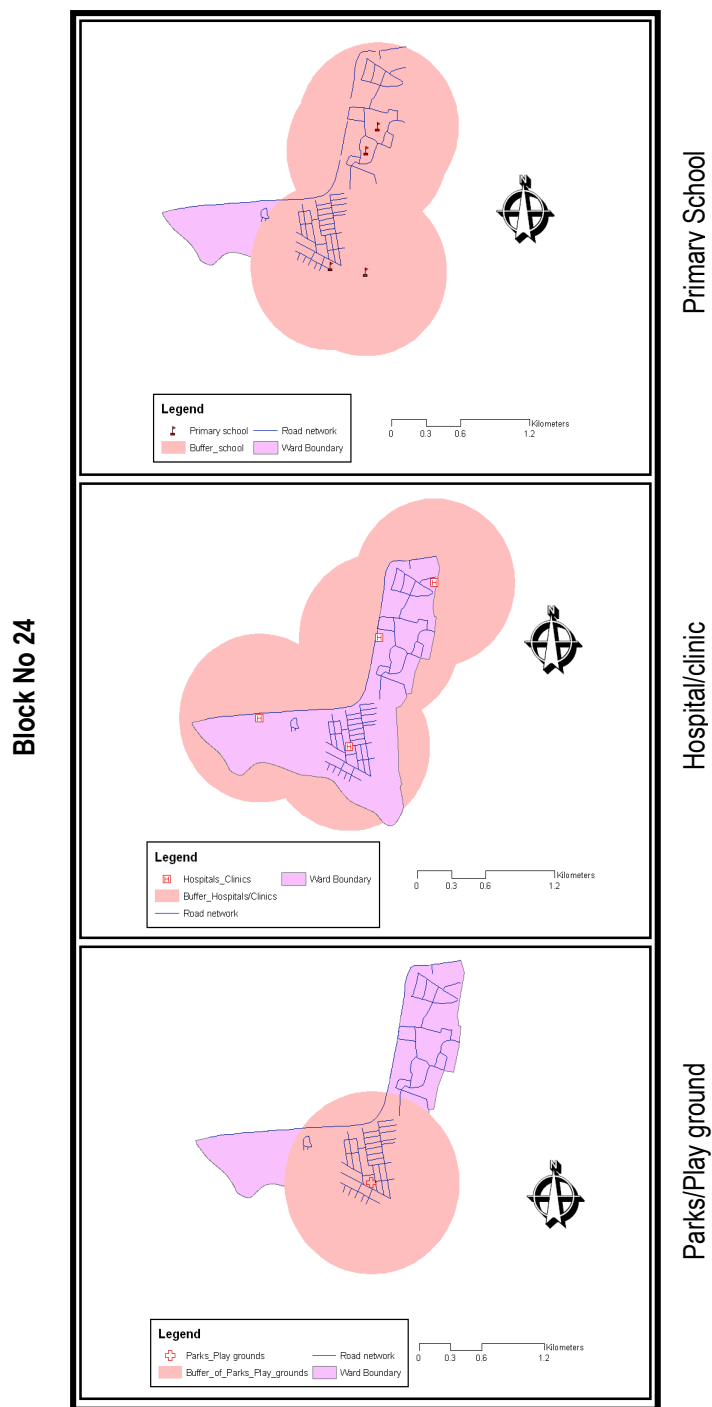 Block No 24
Primary School
N
Legend
Primary school
Road network
Buffer_school
Ward Boundary
Kilometers
0 0.3 0.6 1.2
Hospital/clinic
H
H
H
H
N
Legend
H Hospitals_Clinics
Ward Boundary
Buffer_Hospitals/Clinics
Road network
Kilometers
0 0.3 0.6 1.2
Parks/Play ground
N
Legend
Parks_Play grounds
Road network
Buffer_of_Parks_Play_grounds
Ward Boundary
Kilometers
0 0.3 0.6 1.2